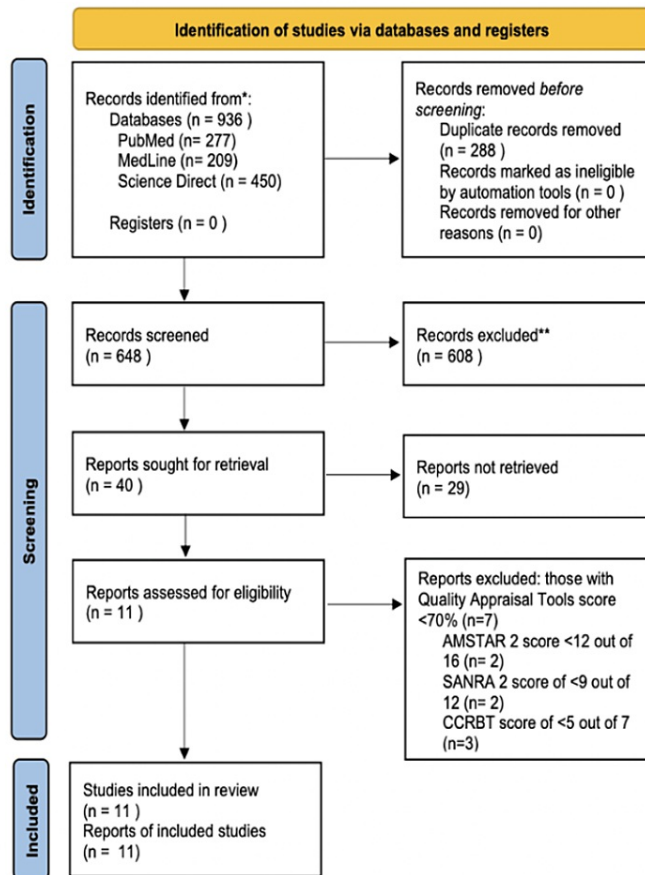 Identification of studies via databases and registers
Identification
Records identified from*:
Databases (n = 936 )
PubMed (n= 277)
MedLine (n= 209)
Science Direct (n = 450)
Registers (n = 0 )
Records removed before
screening:
Duplicate records removed
(n = 288 )
Records marked as ineligible
by automation tools (n = 0 )
Records removed for other
reasons (n = 0)
Screening
Records screened
(n = 648 )
Records excluded**
(n = 608 )
Reports sought for retrieval
(n = 40 )
Reports not retrieved
(n = 29)
Reports assessed for eligibility
(n = 11 )
Reports excluded: those with
Quality Appraisal Tools score
<70% (n=7)
AMSTAR 2 score <12 out of
16 (n= 2)
SANRA 2 score of <9 out of
12 (n= 2)
CCRBT score of <5 out of 7
(n=3)
Included
Studies included in review
(n = 11 )
Reports of included studies
(n =  11)